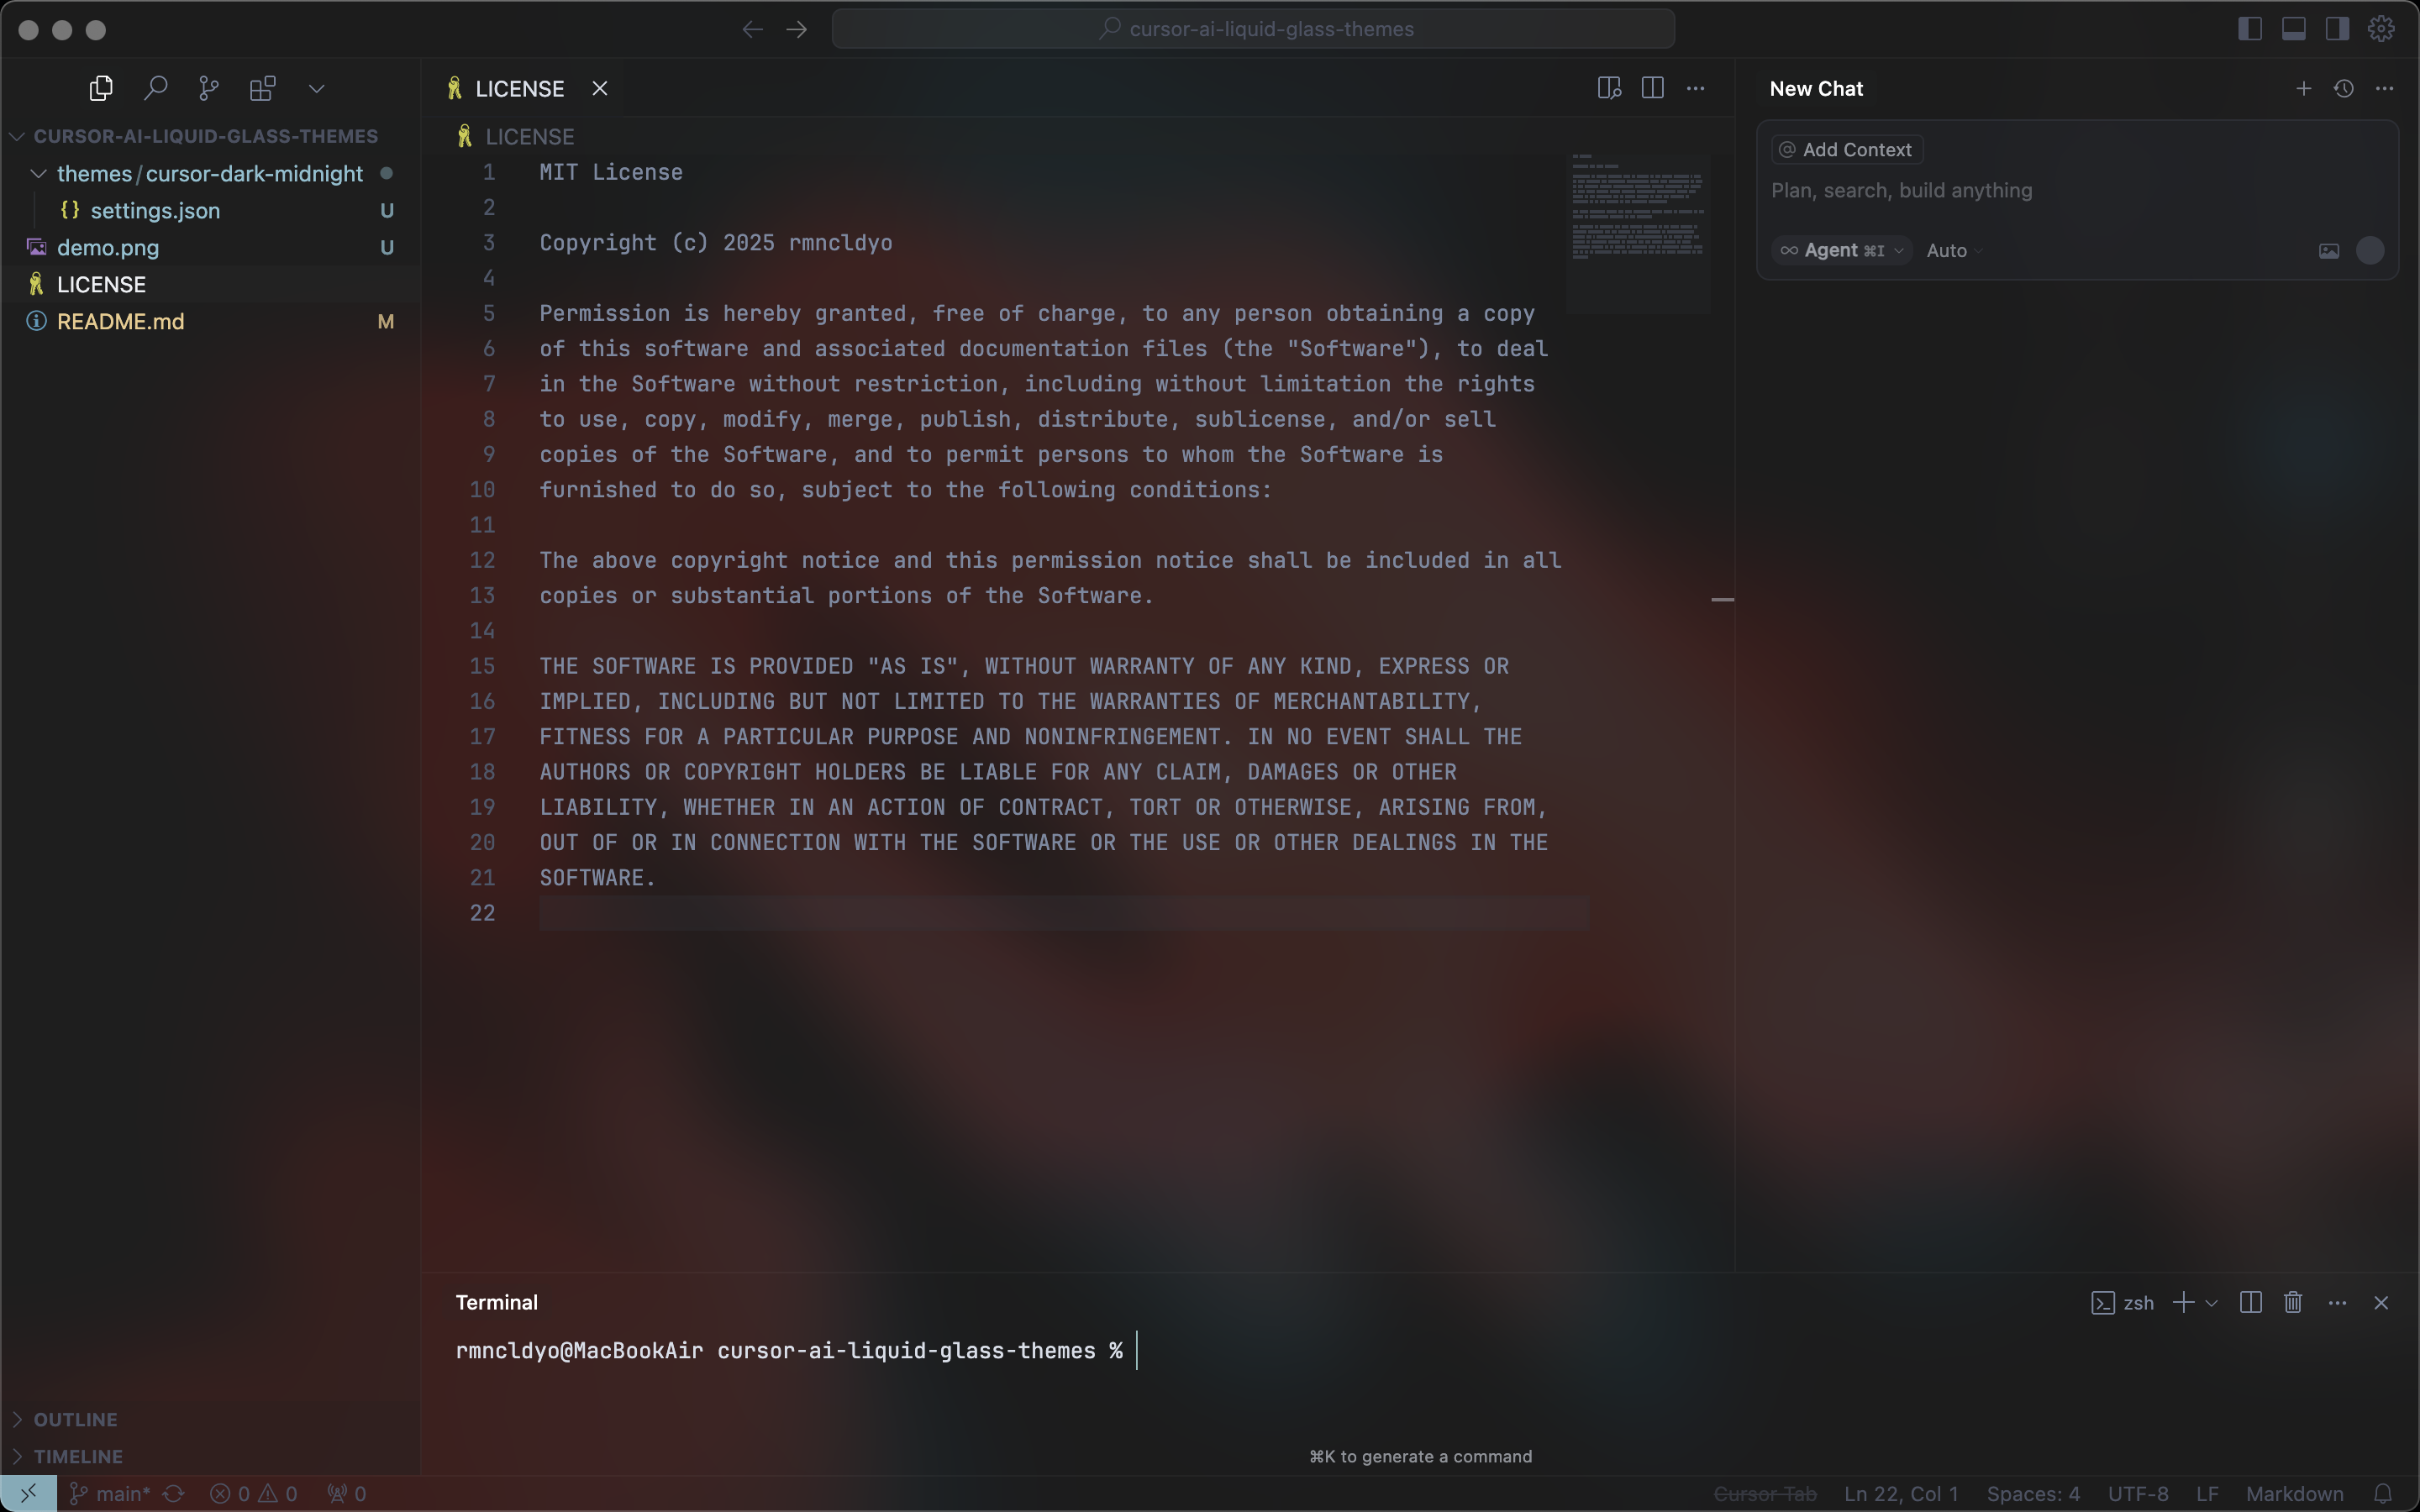 cursor-ai-liquid-glass-themes
CURSOR-AI-LIQUID-GLASS-THEMES
themes/cursor-dark-midnight
{} settings.json U
demo.png U
LICENSE
README.md M
OUTLINE
TIMELINE
LICENSE
LICENSE
1 MIT License
2
3 Copyright (c) 2025 rmncldyo
4
5 Permission is hereby granted, free of charge, to any person obtaining a copy
6 of this software and associated documentation files (the "Software"), to deal
7 in the Software without restriction, including without limitation the rights
8 to use, copy, modify, merge, publish, distribute, sublicense, and/or sell
9 copies of the Software, and to permit persons to whom the Software is
10 furnished to do so, subject to the following conditions:
11
12 The above copyright notice and this permission notice shall be included in all
13 copies or substantial portions of the Software.
14
15 THE SOFTWARE IS PROVIDED "AS IS", WITHOUT WARRANTY OF ANY KIND, EXPRESS OR
16 IMPLIED, INCLUDING BUT NOT LIMITED TO THE WARRANTIES OF MERCHANTABILITY,
17 FITNESS FOR A PARTICULAR PURPOSE AND NONINFRINGEMENT. IN NO EVENT SHALL THE
18 AUTHORS OR COPYRIGHT HOLDERS BE LIABLE FOR ANY CLAIM, DAMAGES OR OTHER
19 LIABILITY, WHETHER IN AN ACTION OF CONTRACT, TORT OR OTHERWISE, ARISING FROM,
20 OUT OF OR IN CONNECTION WITH THE SOFTWARE OR THE USE OR OTHER DEALINGS IN THE
21 SOFTWARE.
22
New Chat
@ Add Context
Plan, search, build anything
∞ Agent ⌘I Auto
Terminal
zsh
rmncldyo@MacBookAir cursor-ai-liquid-glass-themes %
⌘K to generate a command
main* 0 0 0
Cursor Tab Ln 22, Col 1 Spaces: 4 UTF-8 LF Markdown